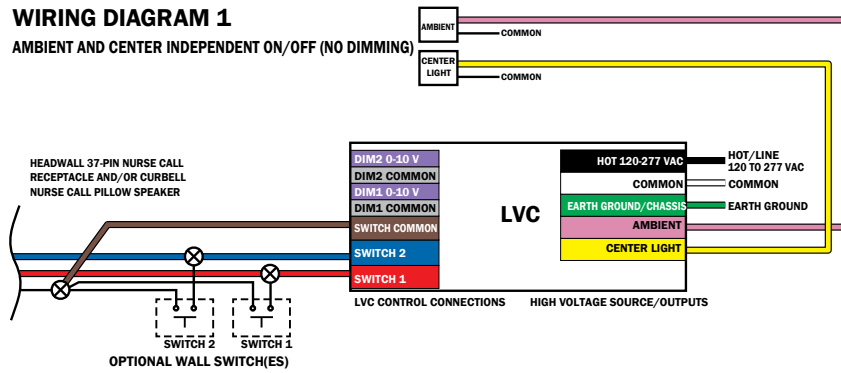 WIRING DIAGRAM 1
AMBIENT AND CENTER INDEPENDENT ON/OFF (NO DIMMING)
AMBIENT
COMMON
CENTER
LIGHT
COMMON
HEADWALL 37-PIN NURSE CALL
RECEPTACLE AND/OR CURBELL
NURSE CALL PILLOW SPEAKER
DIM2 0-10 V
DIM2 COMMON
DIM1 0-10 V
DIM1 COMMON
SWITCH COMMON
SWITCH 2
SWITCH 1
LVC
HOT 120-277 VAC
COMMON
EARTH GROUND/CHASSIS
AMBIENT
CENTER LIGHT
HOT/LINE
120 TO 277 VAC
COMMON
EARTH GROUND
LVC CONTROL CONNECTIONS
HIGH VOLTAGE SOURCE/OUTPUTS
SWITCH 2
SWITCH 1
OPTIONAL WALL SWITCH(ES)